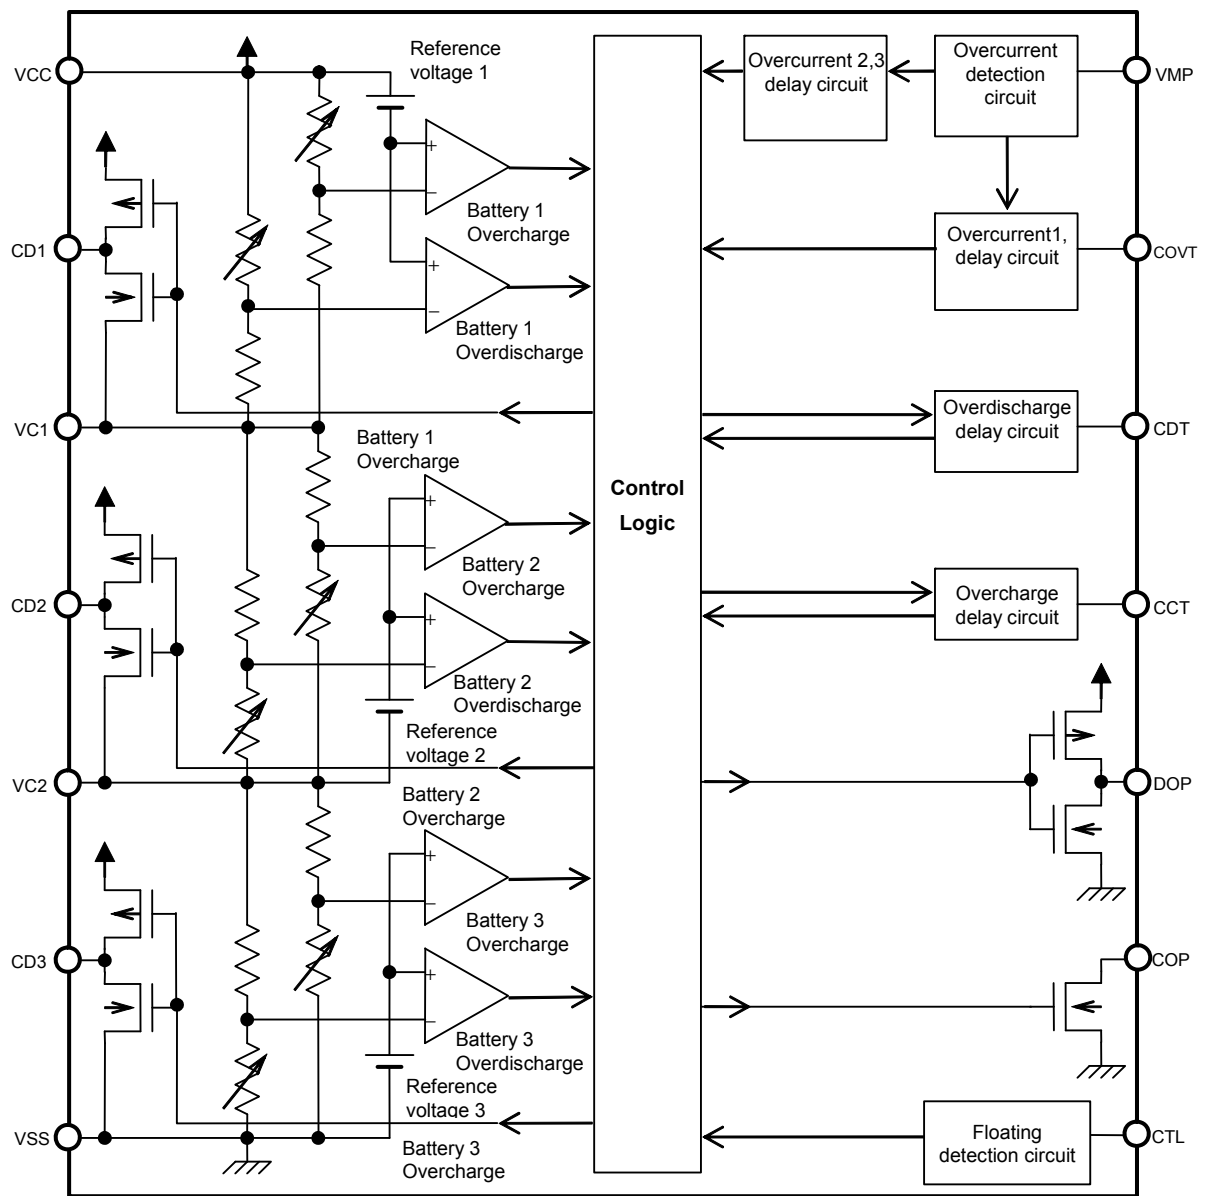 Reference
voltage 1
VCC
Overcurrent 2,3
delay circuit
Overcurrent
detection
circuit
VMP
+
−
Battery 1
Overcharge
CD1
+
−
Battery 1
Overdischarge
Overcurrent1,
delay circuit
COVT
VC1
Battery 1
Overcharge
Overdischarge
delay circuit
CDT
Control
Logic
+
−
Battery 2
Overcharge
CD2
+
−
Battery 2
Overdischarge
Overcharge
delay circuit
CCT
Reference
voltage 2
VC2
Battery 2
Overcharge
DOP
+
−
Battery 3
Overcharge
CD3
+
−
Battery 3
Overdischarge
COP
Reference
voltage 3
VSS
Battery 3
Overcharge
Floating
detection circuit
CTL